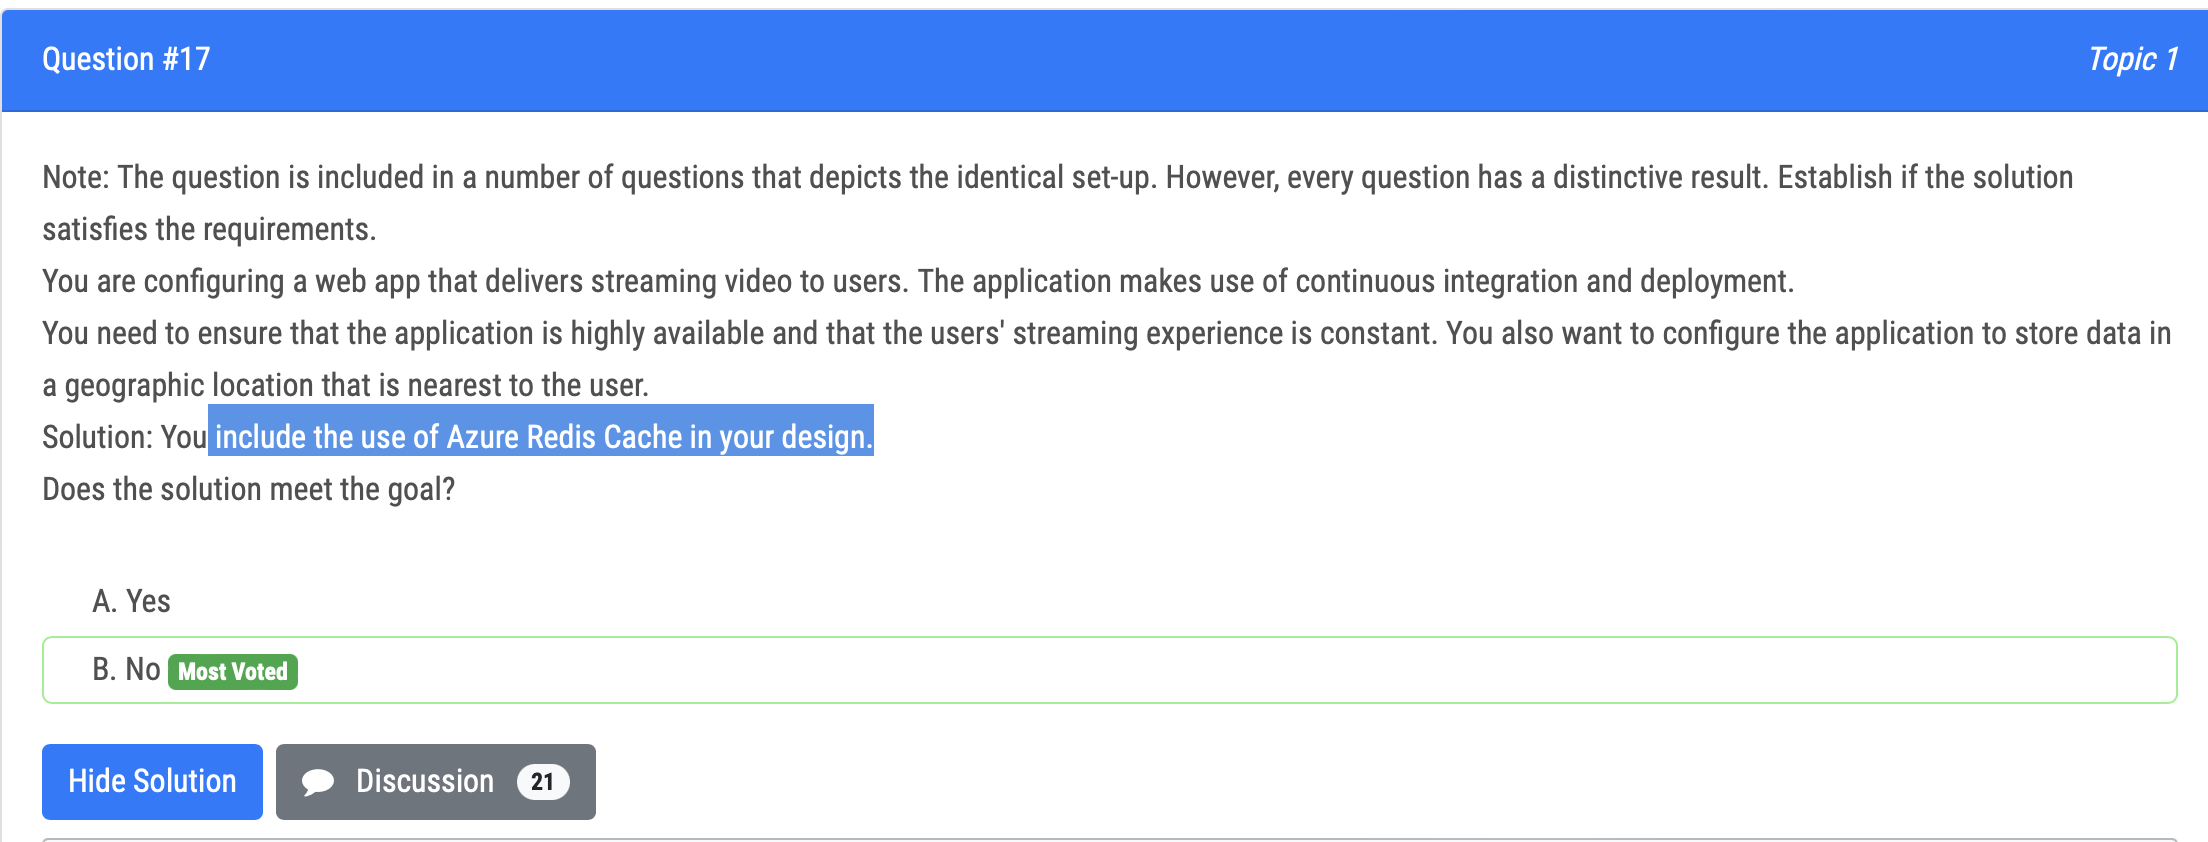 Question #17
Topic 1
Note: The question is included in a number of questions that depicts the identical set-up. However, every question has a distinctive result. Establish if the solution
satisfies the requirements.
You are configuring a web app that delivers streaming video to users. The application makes use of continuous integration and deployment.
You need to ensure that the application is highly available and that the users' streaming experience is constant. You also want to configure the application to store data in
a geographic location that is nearest to the user.
Solution: You include the use of Azure Redis Cache in your design.
Does the solution meet the goal?
A. Yes
B. No Most Voted
Hide Solution
Discussion 21